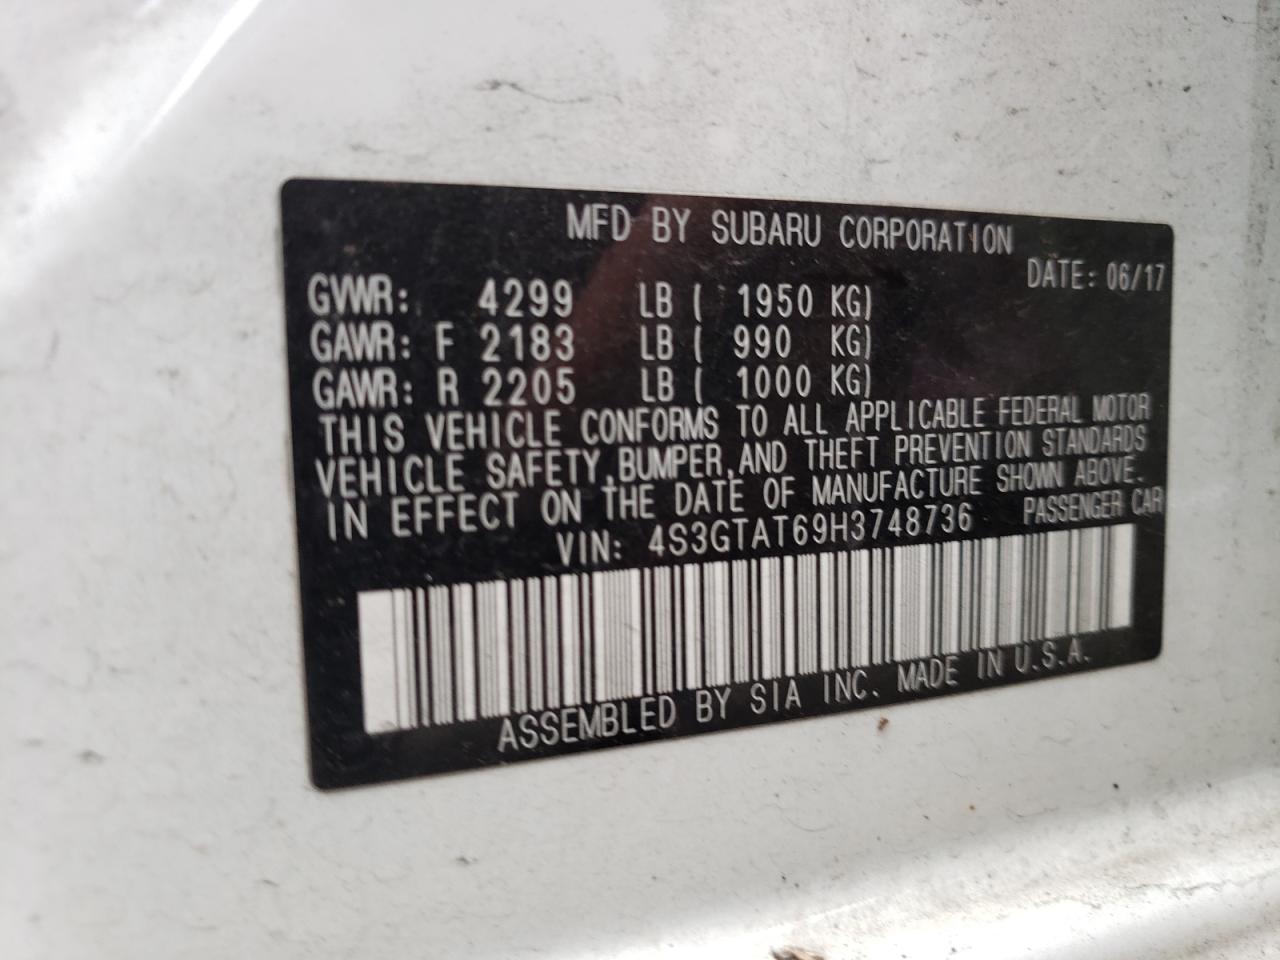 MFD BY SUBARU CORPORATION
DATE: 06/17
GVWR: 4299 LB ( 1950 KG)
GAWR: F 2183 LB ( 990 KG)
GAWR: R 2205 LB ( 1000 KG)
THIS VEHICLE CONFORMS TO ALL APPLICABLE FEDERAL MOTOR
VEHICLE SAFETY,BUMPER,AND THEFT PREVENTION STANDARDS
IN EFFECT ON THE DATE OF MANUFACTURE SHOWN ABOVE.
VIN: 4S3GTAT69H3748736 PASSENGER CAR
ASSEMBLED BY SIA INC. MADE IN U.S.A.